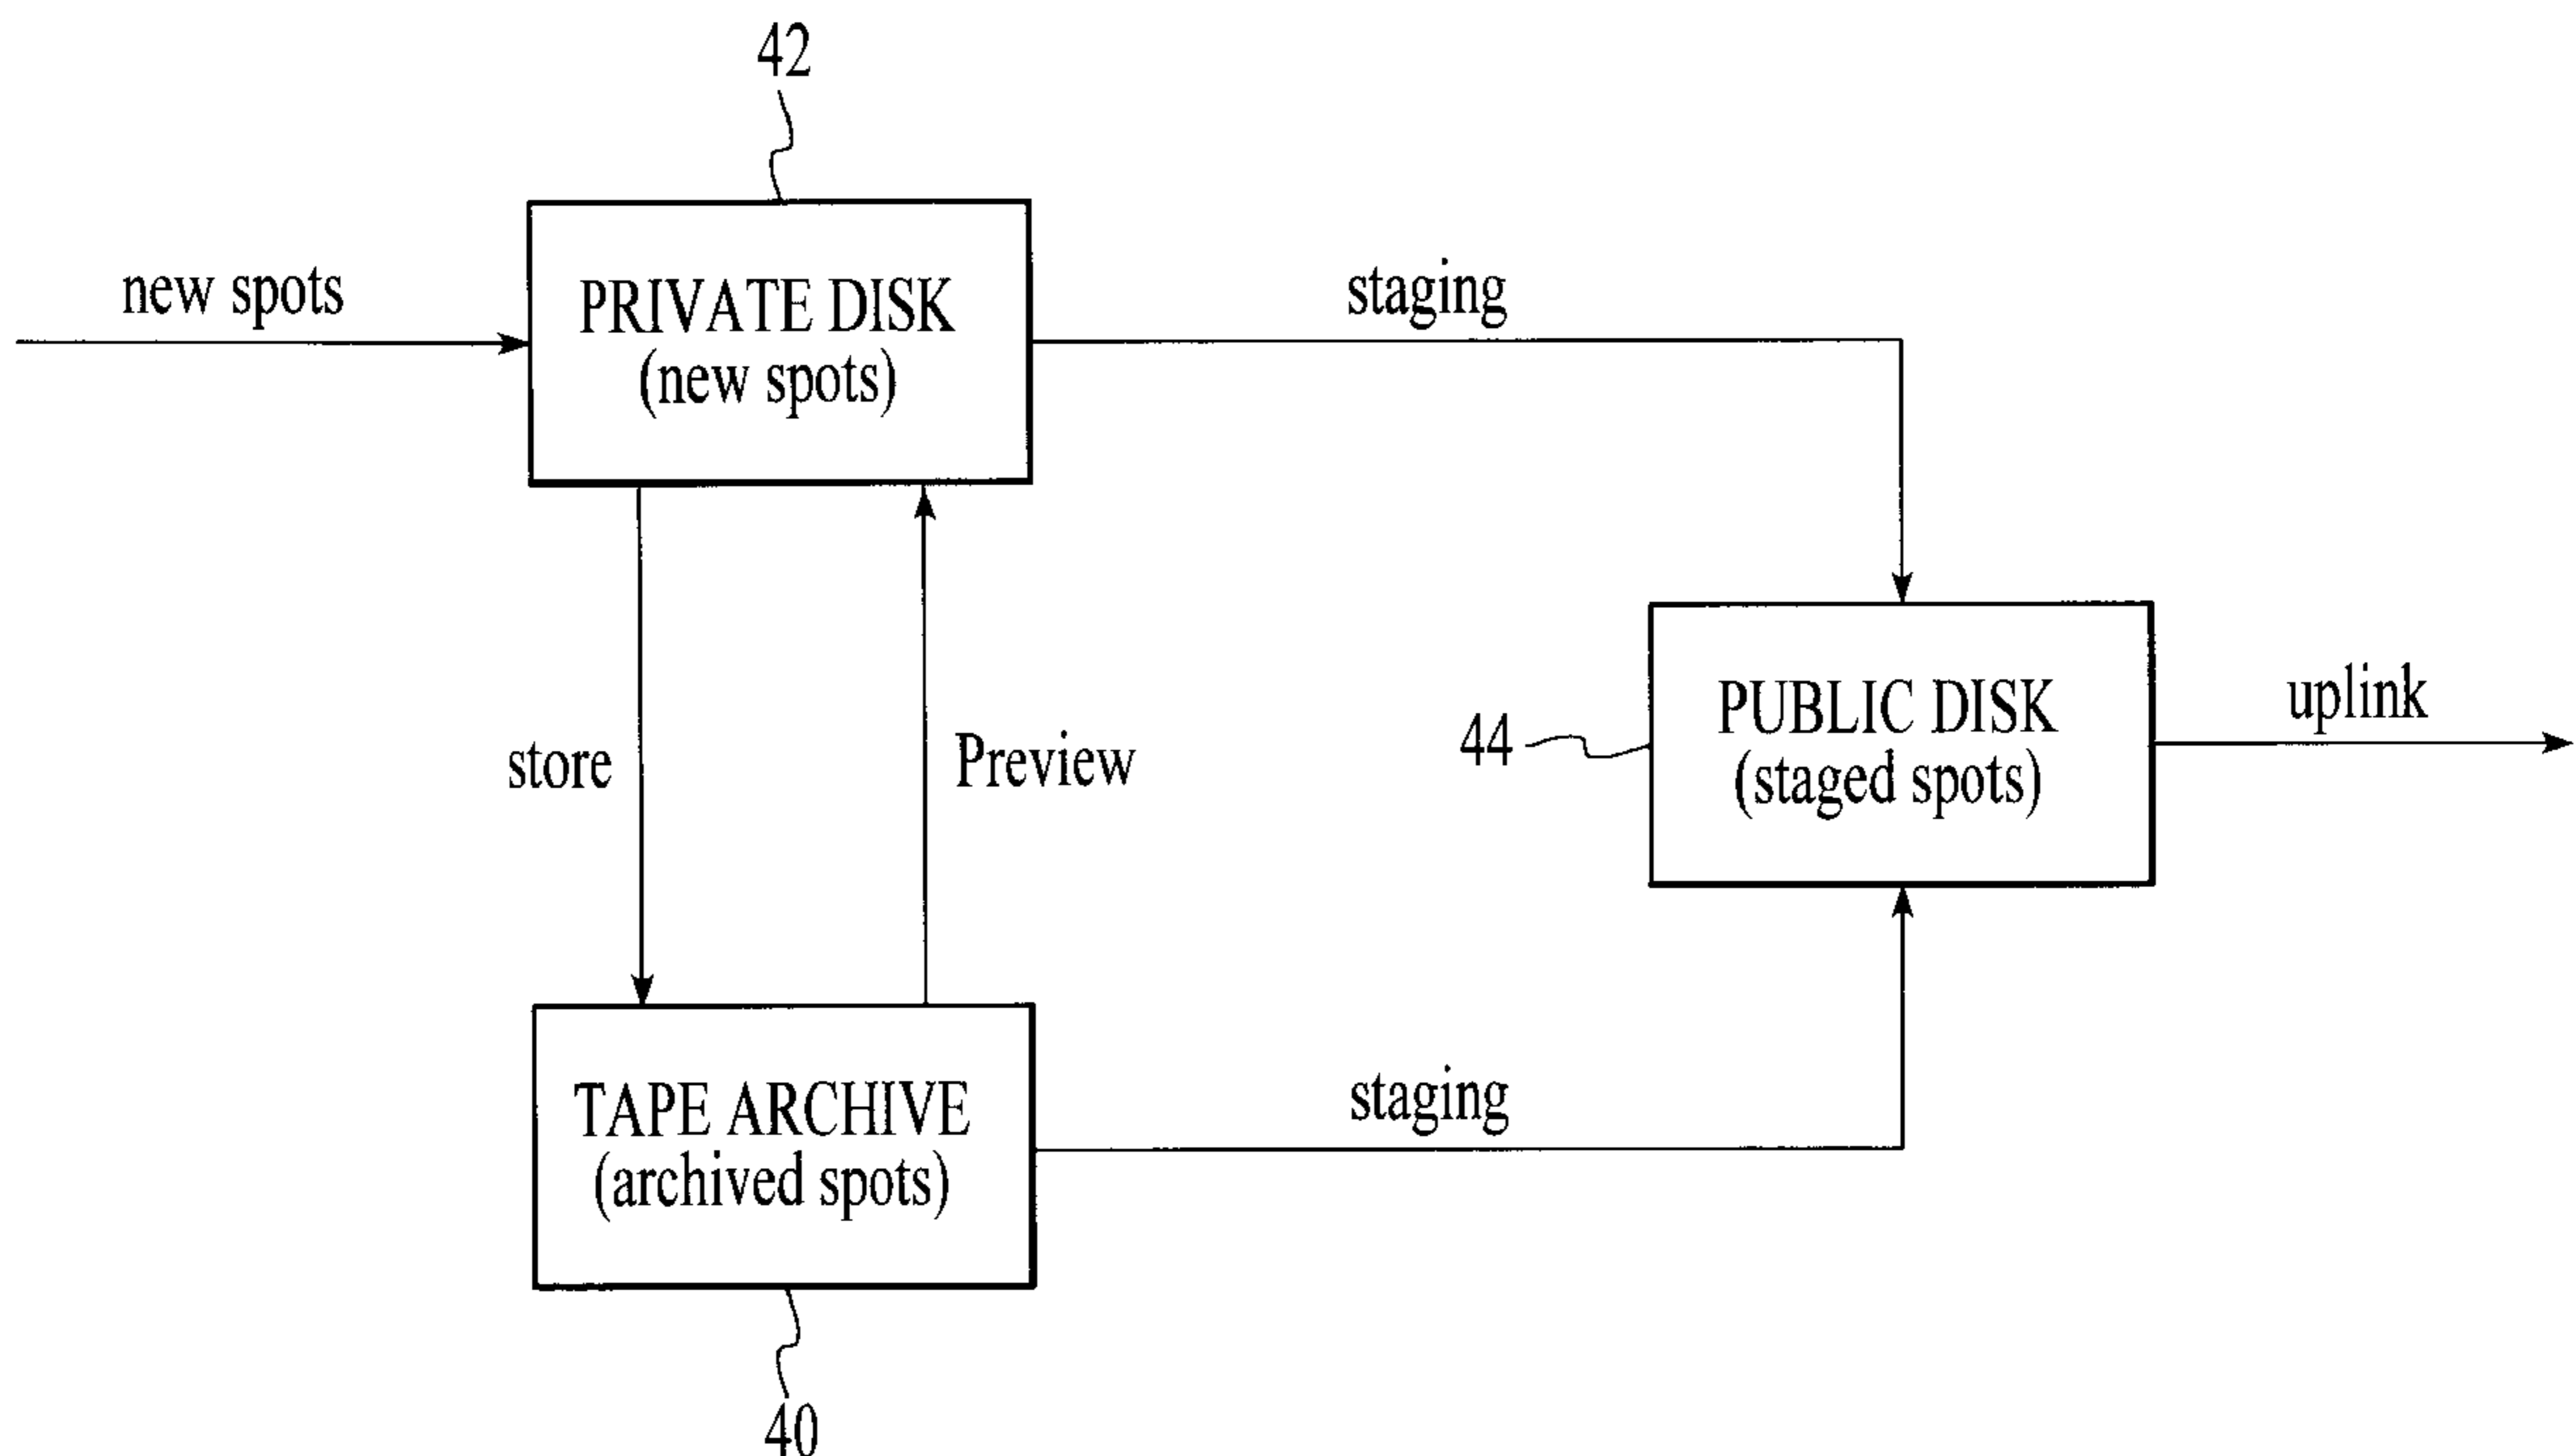 42
new spots
PRIVATE DISK
(new spots)
staging
store
Preview
44
PUBLIC DISK
(staged spots)
uplink
TAPE ARCHIVE
(archived spots)
staging
40